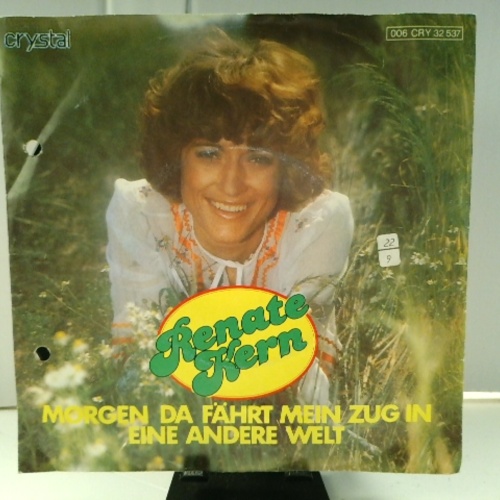 crystal
006 CRY 32 537
22
9
Renate
Kern
MORGEN DA FÄHRT MEIN ZUG IN
EINE ANDERE WELT